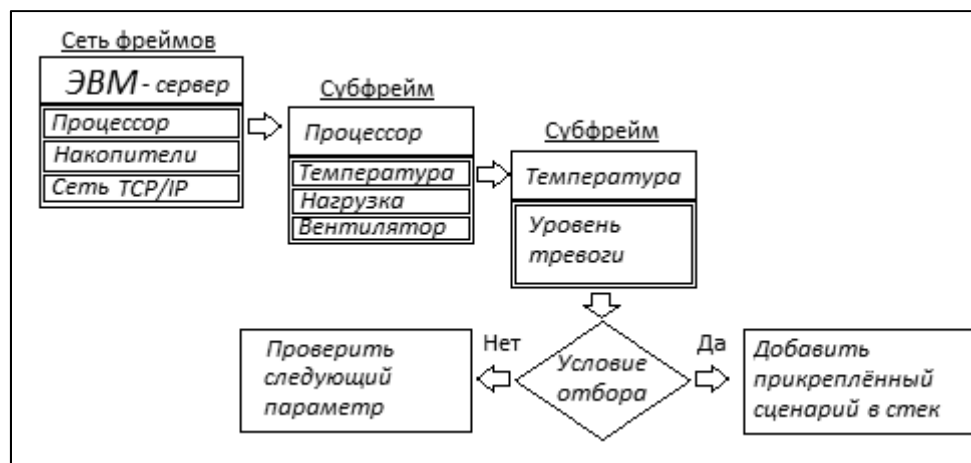 Сеть фреймов
ЭВМ - сервер
Процессор
Накопители
Сеть TCP/IP
Субфрейм
Процессор
Температура
Нагрузка
Вентилятор
Субфрейм
Температура
Уровень
тревоги
Условие
отбора
Нет
Проверить
следующий
параметр
Да
Добавить
прикреплённый
сценарий в стек